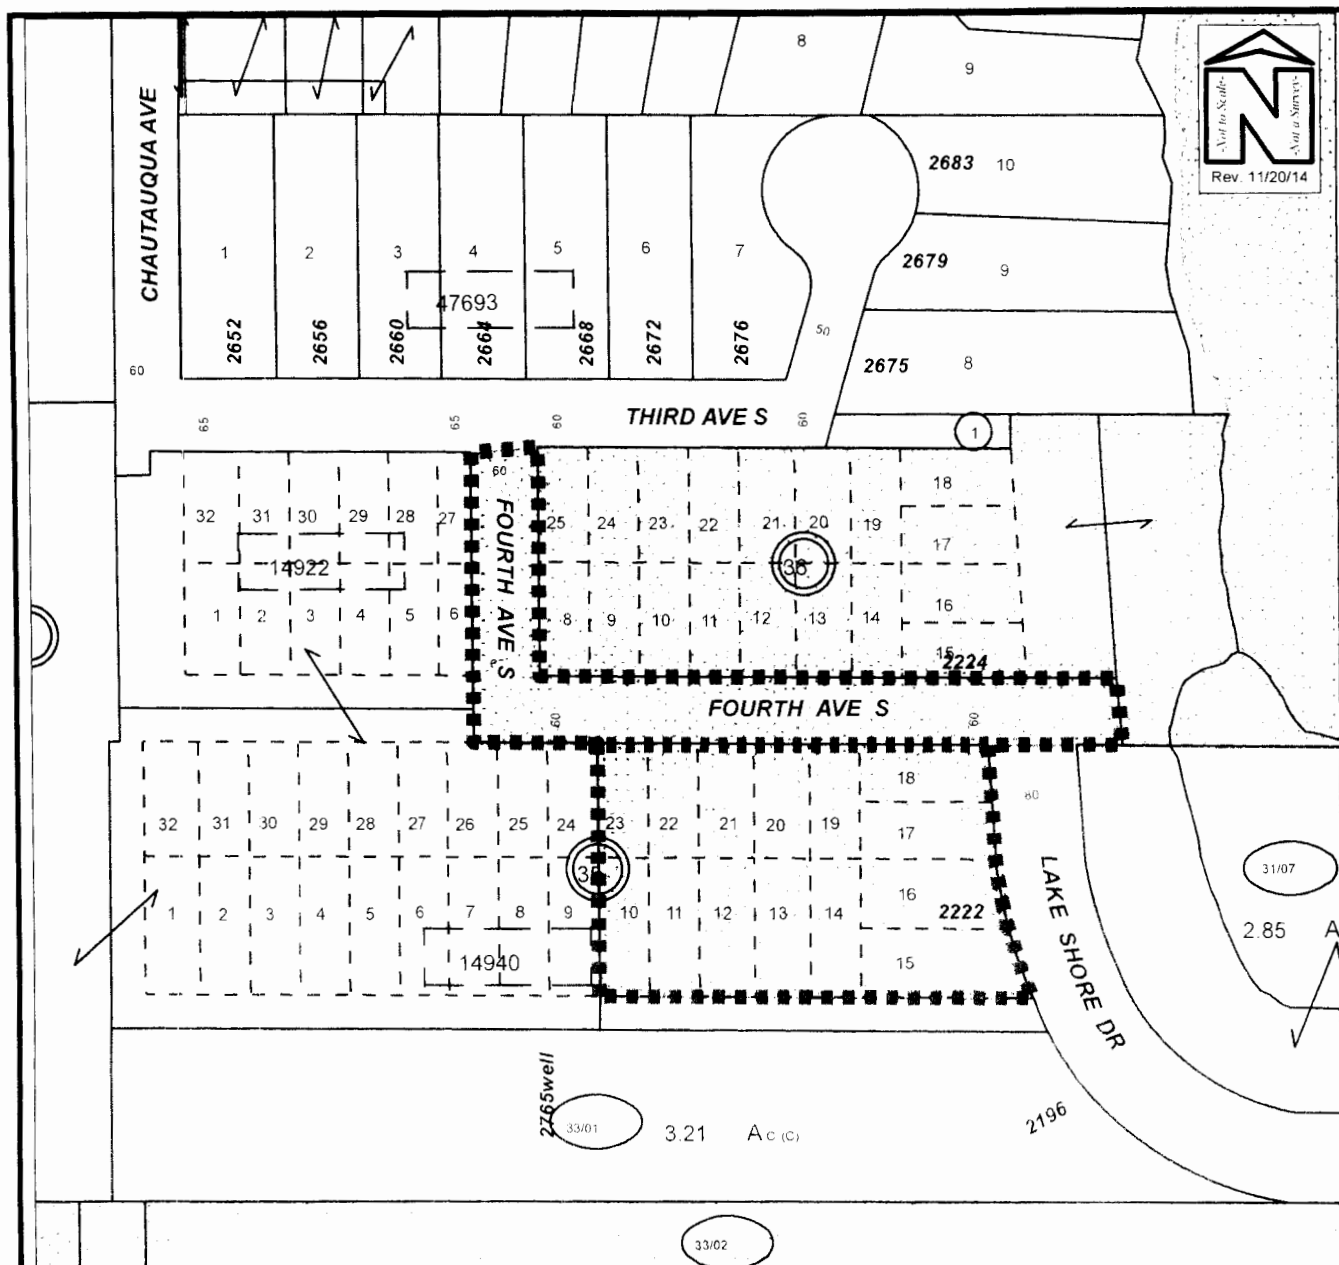 8
9
-Not to Scale-
-Not a Survey-
Rev. 11/20/14
CHAUTAUQUA AVE
2683 10
1 2 3 4 5 6 7
2679 9
47693
2652 2656 2660 2664 2668 2672 2676
50
2675 8
60
65 65 60 60
THIRD AVE S
1
60
18
32 31 30 29 28 27
FOURTH AVE S
25 24 23 22 21 20 19
17
14922
1 2 3 4 5 6
8 9 10 11 12 13 14
16
15
2224
60
FOURTH AVE S
60
18
80
32 31 30 29 28 27 26 25 24 23 22 21 20 19
17
LAKE SHORE DR
31/07
16
2222
1 2 3 4 5 6 7 8 9 10 11 12 13 14
2.85 A
14940
15
2765well
33/01
3.21 A C (C)
2196
33/02